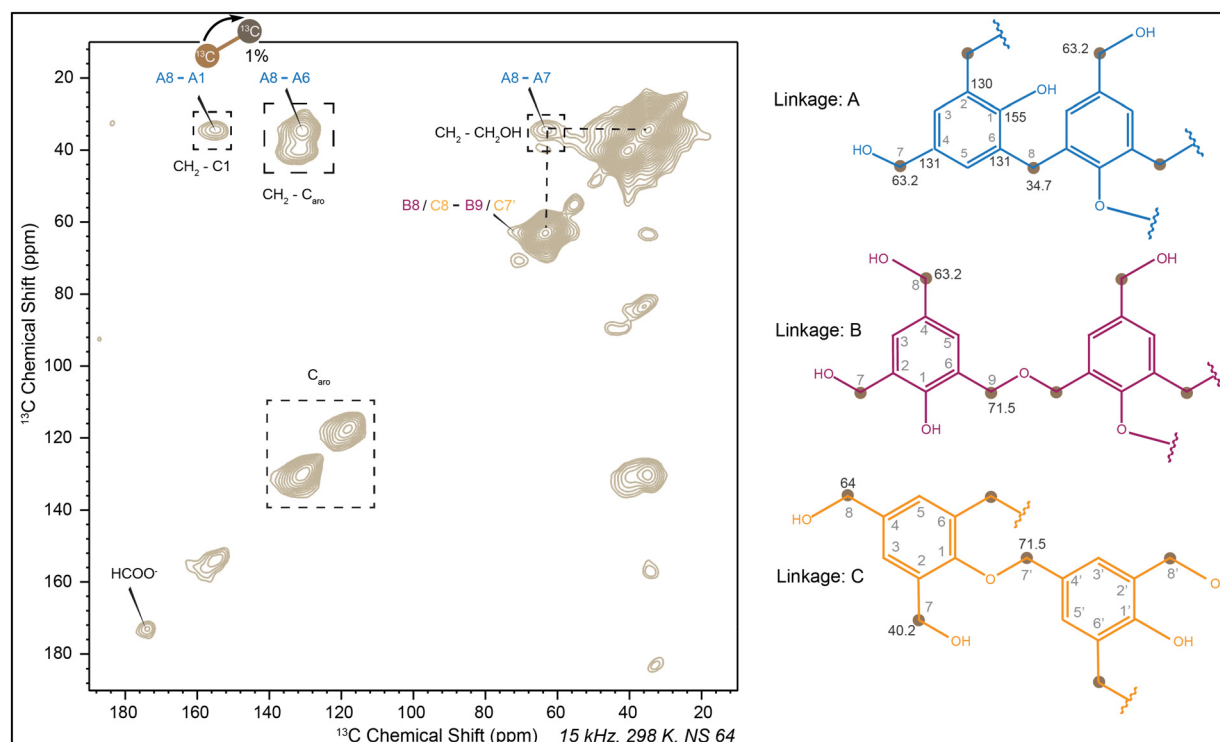 ¹³C
¹³C
1%
A8 – A1
A8 – A6
A8 – A7
CH₂ – C1
CH₂ – Cₐᵣₒ
CH₂ – CH₂OH
B8/C8 – B9/C7'
Cₐᵣₒ
HCOO⁻
20
40
60
80
100
120
140
160
180
¹³C Chemical Shift (ppm)
180
160
140
120
100
80
60
40
20
¹³C Chemical Shift (ppm)
15 kHz, 298 K, NS 64
Linkage: A
63.2
OH
130
OH
2
1
155
3
4
5
6
7
HO
63.2
131
131
8
34.7
O
Linkage: B
HO
8
63.2
OH
4
3
5
2
6
1
7
HO
OH
9
71.5
O
O
Linkage: C
64
8
HO
5
4
6
3
1
2
7
40.2
OH
O
71.5
7'
3'
4'
2'
8'
O
5'
1'
6'
OH